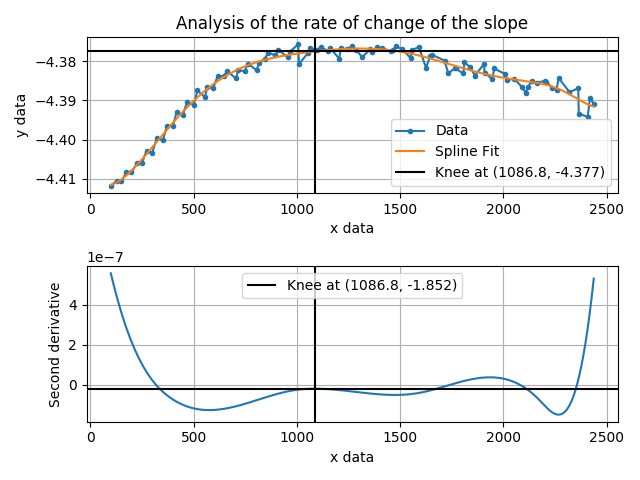 Analysis of the rate of change of the slope
y data
−4.38
−4.39
−4.40
−4.41
Data
Spline Fit
Knee at (1086.8, -4.377)
0 500 1000 1500 2000 2500
x data
1e−7
Second derivative
4
2
0
Knee at (1086.8, -1.852)
0 500 1000 1500 2000 2500
x data